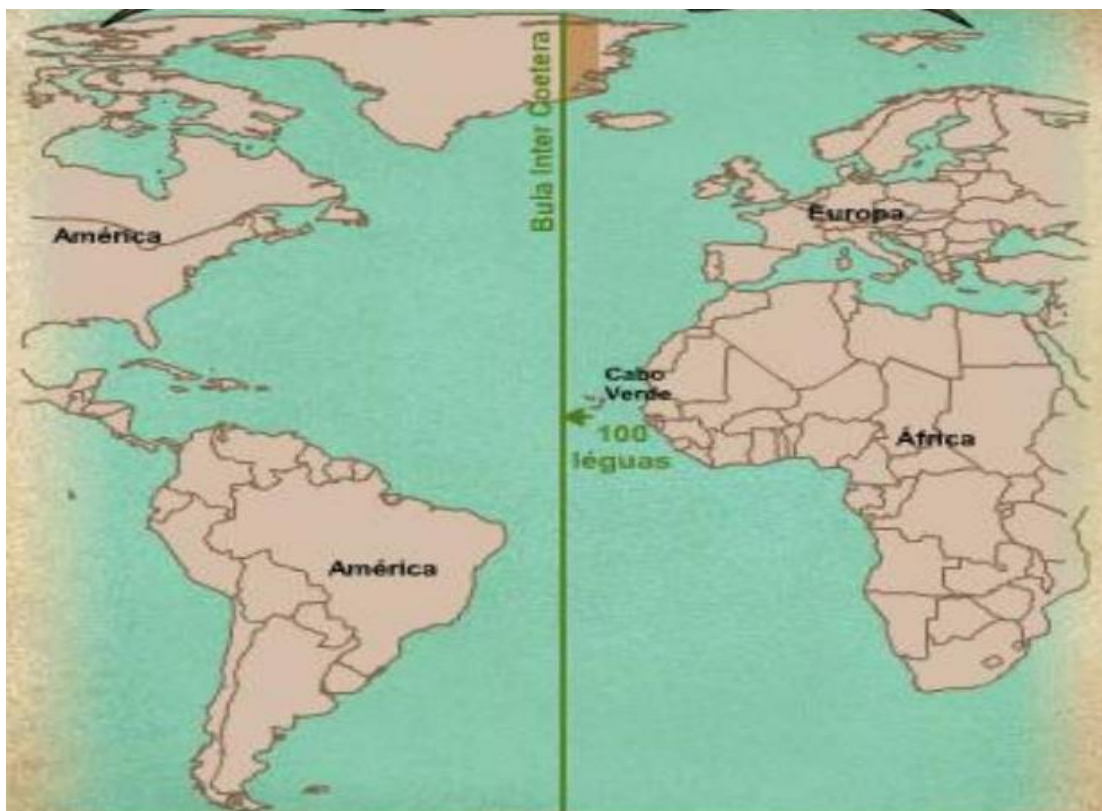 Bula Inter Coetera
América
Europa
Cabo
Verde
100
léguas
África
América